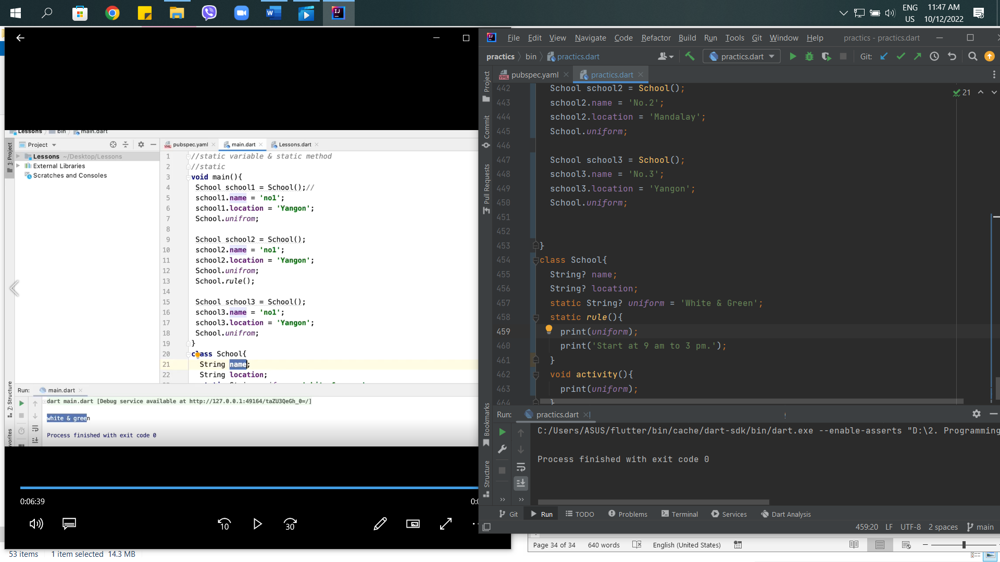 ENG
US
11:47 AM
10/12/2022
Lessons bin main.dart
Project
pubspec.yaml main.dart Lessons.dart
1: Project
Lessons ~/Desktop/Lessons
External Libraries
Scratches and Consoles
1 //static variable & static method
2 //static
3 void main(){
4 School school1 = School();//
5 school1.name = 'no1';
6 school1.location = 'Yangon';
7 School.unifrom;
8
9 School school2 = School();
10 school2.name = 'no1';
11 school2.location = 'Yangon';
12 School.unifrom;
13 School.rule();
14
15 School school3 = School();
16 school3.name = 'no1';
17 school3.location = 'Yangon';
18 School.unifrom;
19 }
20 class School{
21 String name;
22 String location;
Z: Structure
Run: main.dart
dart main.dart [Debug service available at http://127.0.0.1:49164/taZU3QeGh_0=/]
white & green
Process finished with exit code 0
0:06:39
10
30
53 items 1 item selected 14.3 MB
File Edit View Navigate Code Refactor Build Run Tools Git Window Help practics - practics.dart
practics bin practics.dart practics.dart Git:
pubspec.yaml practics.dart
Project
Commit
Pull Requests
Bookmarks
Structure
21
442 School school2 = School();
443 school2.name = 'No.2';
444 school2.location = 'Mandalay';
445 School.uniform;
446
447 School school3 = School();
448 school3.name = 'No.3';
449 school3.location = 'Yangon';
450 School.uniform;
451
452
453 }
454 class School{
455 String? name;
456 String? location;
457 static String? uniform = 'White & Green';
458 static rule(){
459 print(uniform);
460 print('Start at 9 am to 3 pm.');
461 }
462 void activity(){
463 print(uniform);
464 }
Run: practics.dart
C:/Users/ASUS/flutter/bin/cache/dart-sdk/bin/dart.exe --enable-asserts "D:\2. Programming
Process finished with exit code 0
Git Run TODO Problems Terminal Services Dart Analysis
459:20 LF UTF-8 2 spaces main
Page 34 of 34 640 words English (United States)